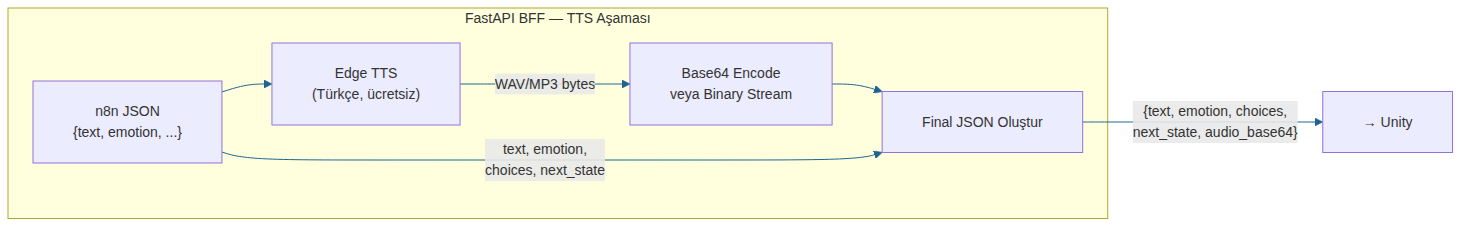 FastAPI BFF — TTS Aşaması
n8n JSON
{text, emotion, ...}
Edge TTS
(Türkçe, ücretsiz)
WAV/MP3 bytes
Base64 Encode
veya Binary Stream
text, emotion,
choices, next_state
Final JSON Oluştur
{text, emotion, choices,
next_state, audio_base64}
→ Unity